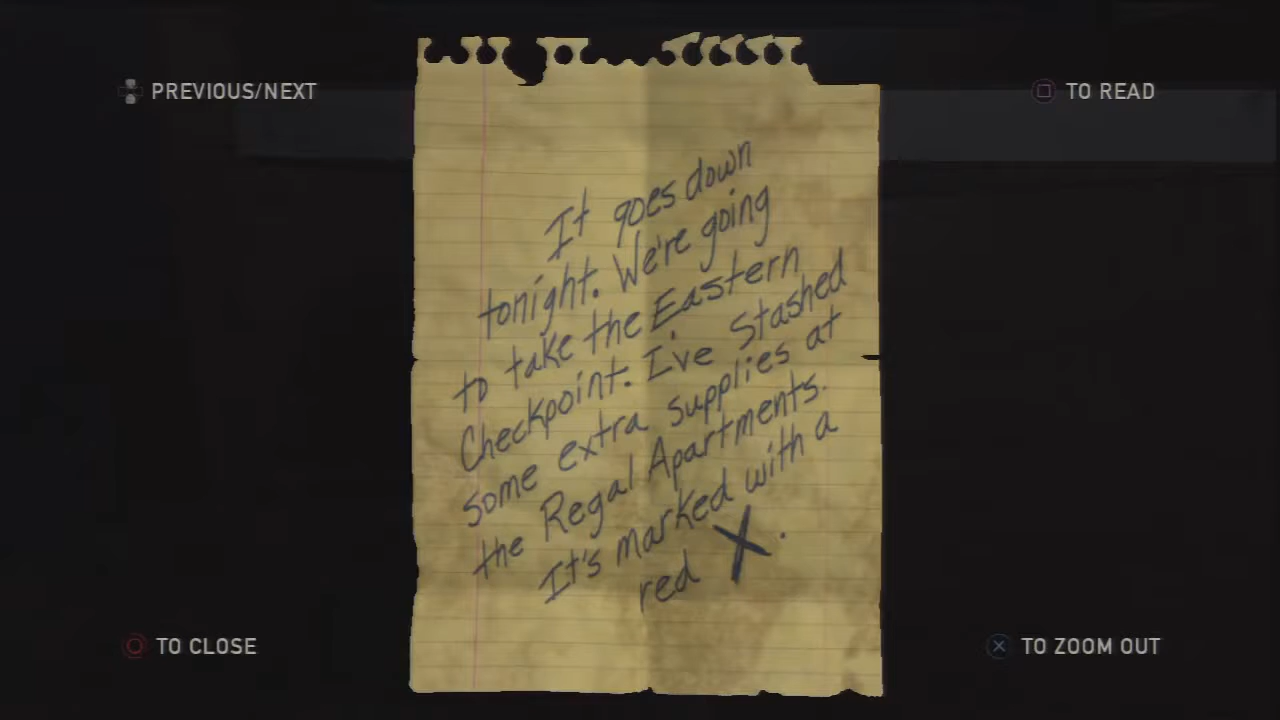 PREVIOUS/NEXT
TO READ
It goes down
tonight. We're going
to take the Eastern
Checkpoint. I've Stashed
some extra supplies at
the Regal Apartments.
It's marked with a
red X.
TO CLOSE
TO ZOOM OUT